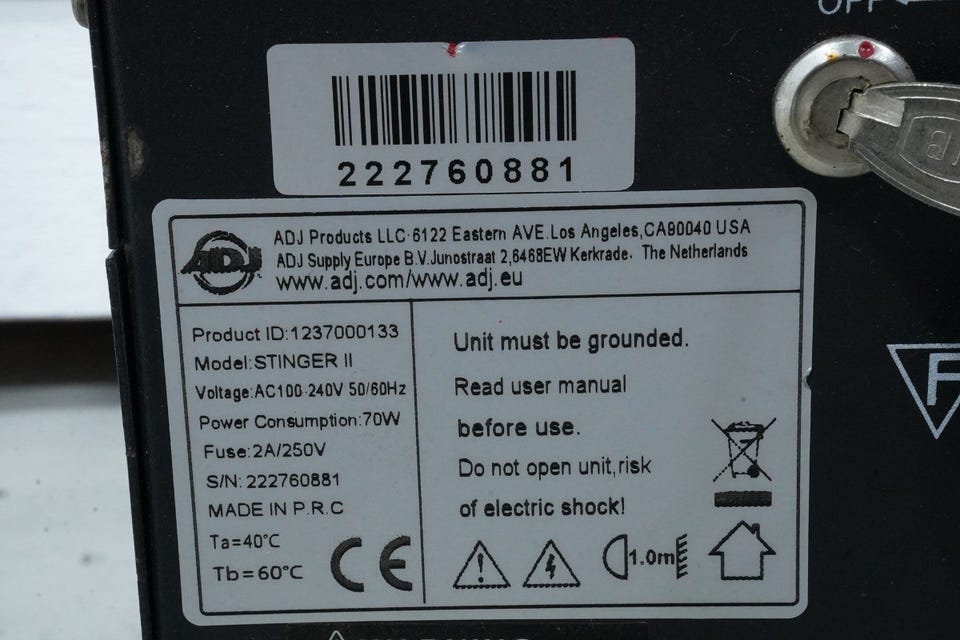 OFF
222760881
ADJ
ADJ Products LLC·6122 Eastern AVE.Los Angeles,CA90040 USA
ADJ Supply Europe B.V.Junostraat 2,6468EW Kerkrade. The Netherlands
www.adj.com/www.adj.eu
Product ID:1237000133
Model:STINGER II
Voltage:AC100-240V 50/60Hz
Power Consumption:70W
Fuse:2A/250V
S/N:222760881
MADE IN P.R.C
Ta=40°C
Tb=60°C
CE
Unit must be grounded.
Read user manual
before use.
Do not open unit,risk
of electric shock!
1.0m
F